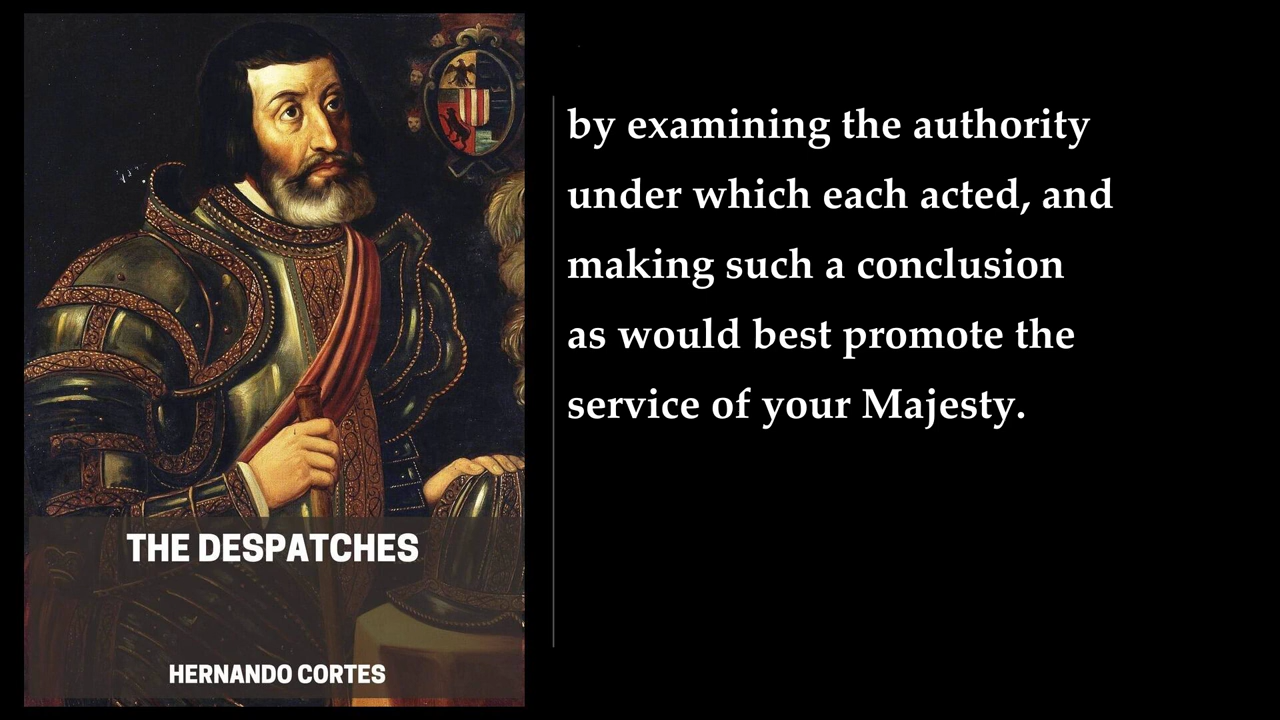 by examining the authority
under which each acted, and
making such a conclusion
as would best promote the
service of your Majesty.
THE DESPATCHES
HERNANDO CORTES